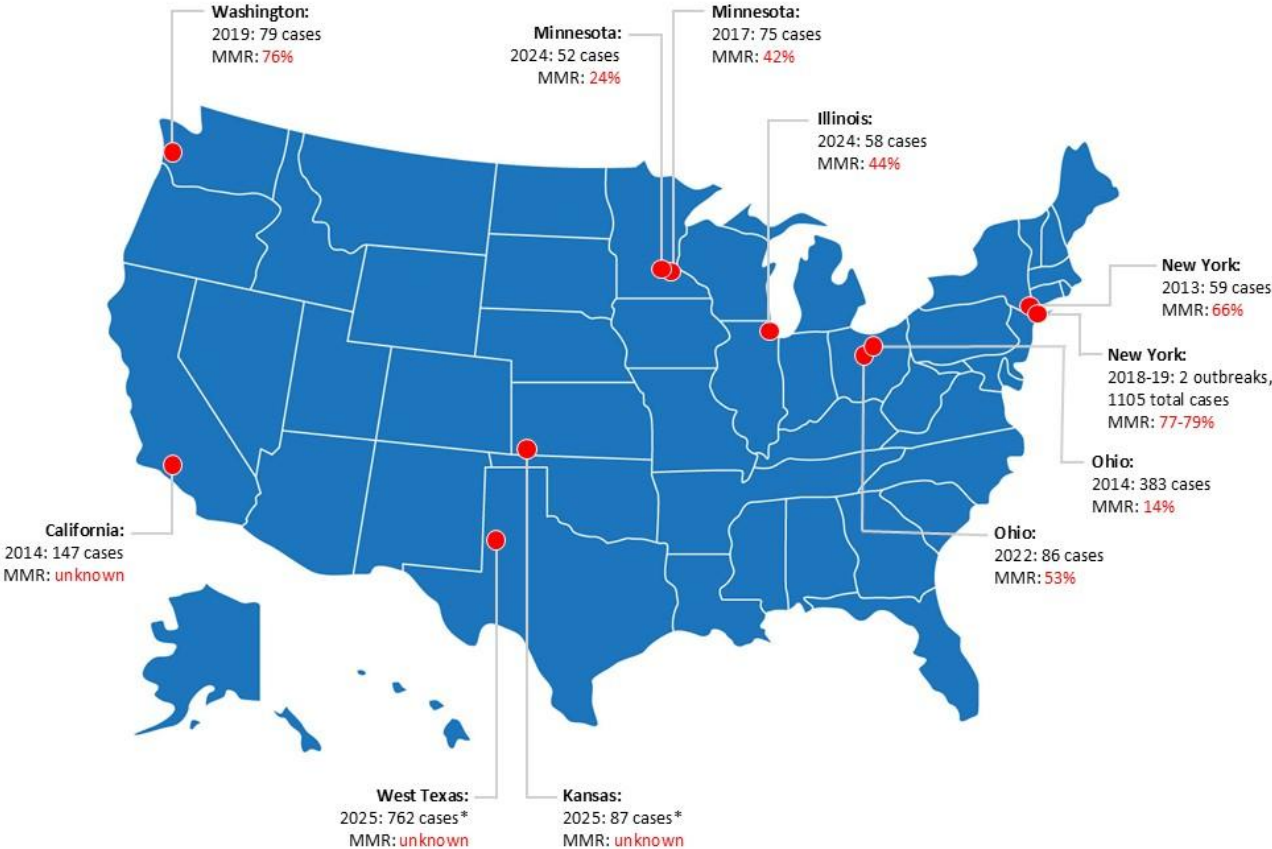 Washington:
2019: 79 cases
MMR: 76%
Minnesota:
2024: 52 cases
MMR: 24%
Minnesota:
2017: 75 cases
MMR: 42%
Illinois:
2024: 58 cases
MMR: 44%
New York:
2013: 59 cases
MMR: 66%
New York:
2018-19: 2 outbreaks,
1105 total cases
MMR: 77-79%
Ohio:
2014: 383 cases
MMR: 14%
Ohio:
2022: 86 cases
MMR: 53%
California:
2014: 147 cases
MMR: unknown
West Texas:
2025: 762 cases*
MMR: unknown
Kansas:
2025: 87 cases*
MMR: unknown